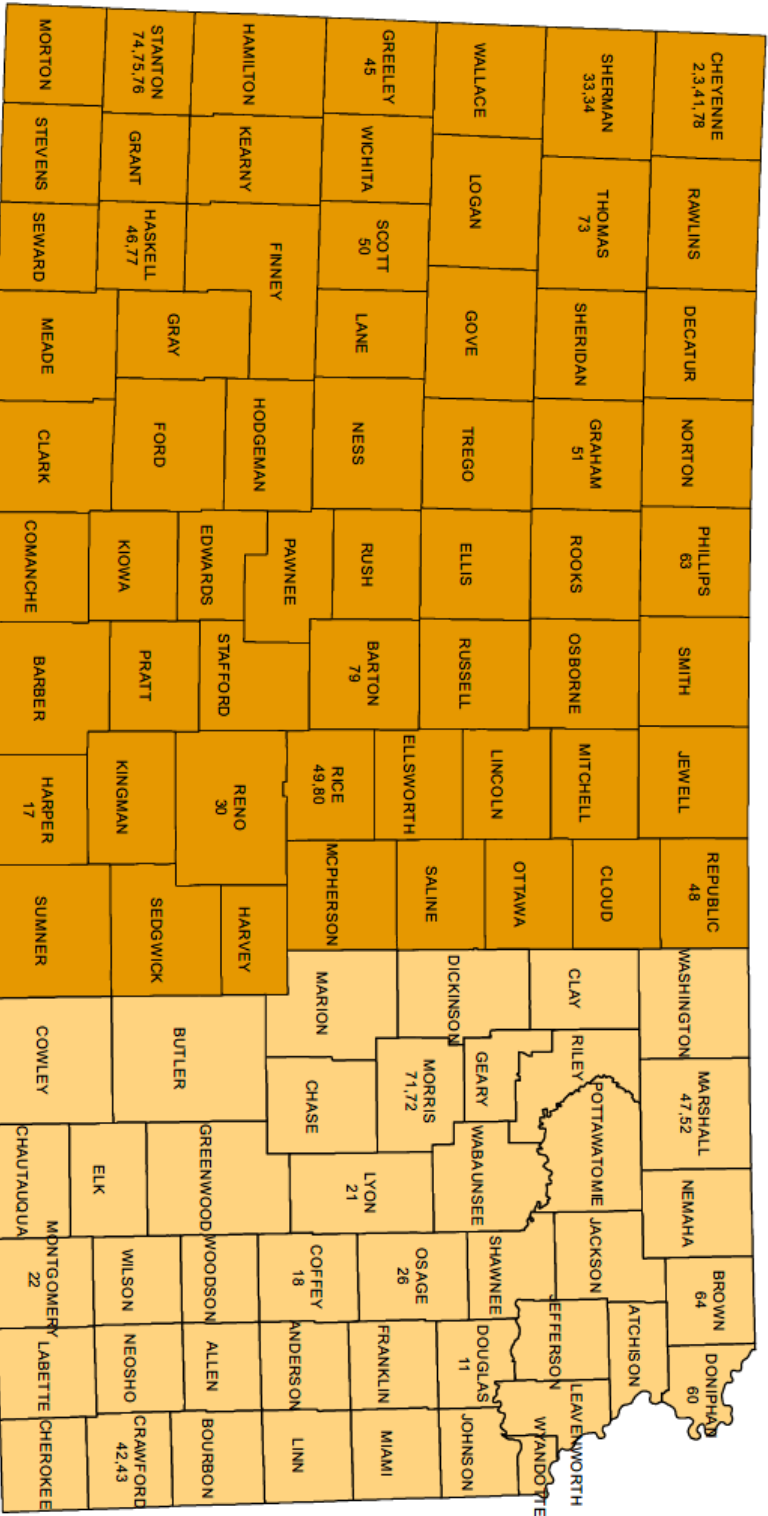 CHEYENNE
2,3,41,78
RAWLINS
DECATUR
NORTON
PHILLIPS
63
SMITH
JEWELL
REPUBLIC
48
WASHINGTON
MARSHALL
47,52
NEMAHA
BROWN
64
DONIPHAN
60
SHERMAN
33,34
THOMAS
73
SHERIDAN
GRAHAM
51
ROOKS
OSBORNE
MITCHELL
CLOUD
CLAY
RILEY
POTTAWATOMIE
JACKSON
ATCHISON
JEFFERSON
LEAVENWORTH
WYANDOTTE
WALLACE
LOGAN
GOVE
TREGO
ELLIS
RUSSELL
LINCOLN
OTTAWA
ELLSWORTH
SALINE
DICKINSON
GEARY
MORRIS
71,72
WABAUNSEE
SHAWNEE
DOUGLAS
11
JOHNSON
GREELEY
45
WICHITA
SCOTT
50
LANE
NESS
RUSH
BARTON
79
RICE
49,80
MCPHERSON
MARION
CHASE
LYON
21
OSAGE
26
FRANKLIN
MIAMI
HAMILTON
KEARNY
FINNEY
HODGEMAN
PAWNEE
STAFFORD
RENO
30
HARVEY
COFFEY
18
ANDERSON
LINN
STANTON
74,75,76
GRANT
HASKELL
46,77
GRAY
FORD
EDWARDS
KIOWA
PRATT
KINGMAN
SEDGWICK
BUTLER
GREENWOOD
WOODSON
ALLEN
BOURBON
ELK
WILSON
NEOSHO
CRAWFORD
42,43
MORTON
STEVENS
SEWARD
MEADE
CLARK
COMANCHE
BARBER
HARPER
17
SUMNER
COWLEY
CHAUTAUQUA
MONTGOMERY
22
LABETTE
CHEROKEE